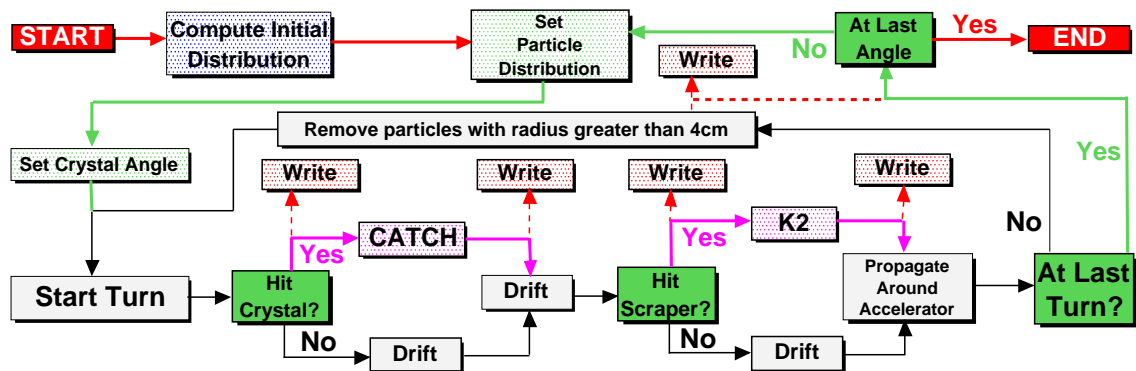 START
Compute Initial
Distribution
Set
Particle
Distribution
No
At Last
Angle
Yes
END
Write
Remove particles with radius greater than 4cm
Yes
Set Crystal Angle
Write
Write
Write
Write
Yes
CATCH
Yes
K2
No
Start Turn
Hit
Crystal?
Drift
Hit
Scraper?
Propagate
Around
Accelerator
At Last
Turn?
No
Drift
No
Drift